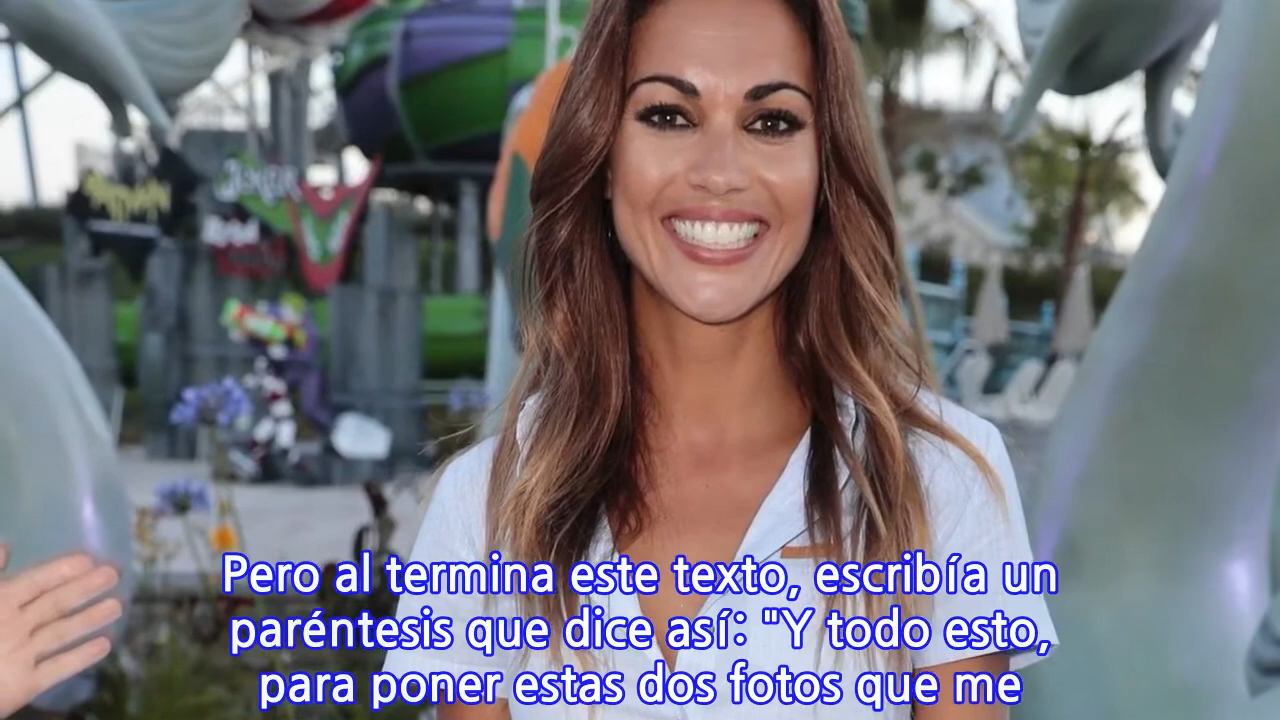 JOKER
Pero al termina este texto, escribía un
paréntesis que dice así: "Y todo esto,
para poner estas dos fotos que me